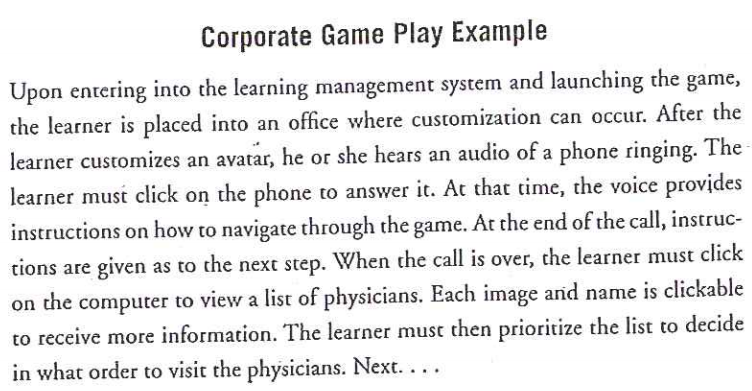 Corporate Game Play Example
Upon entering into the learning management system and launching the game,
the learner is placed into an office where customization can occur. After the
learner customizes an avatar, he or she hears an audio of a phone ringing. The
learner must click on the phone to answer it. At that time, the voice provides
instructions on how to navigate through the game. At the end of the call, instruc-
tions are given as to the next step. When the call is over, the learner must click
on the computer to view a list of physicians. Each image and name is clickable
to receive more information. The learner must then prioritize the list to decide
in what order to visit the physicians. Next. . . .